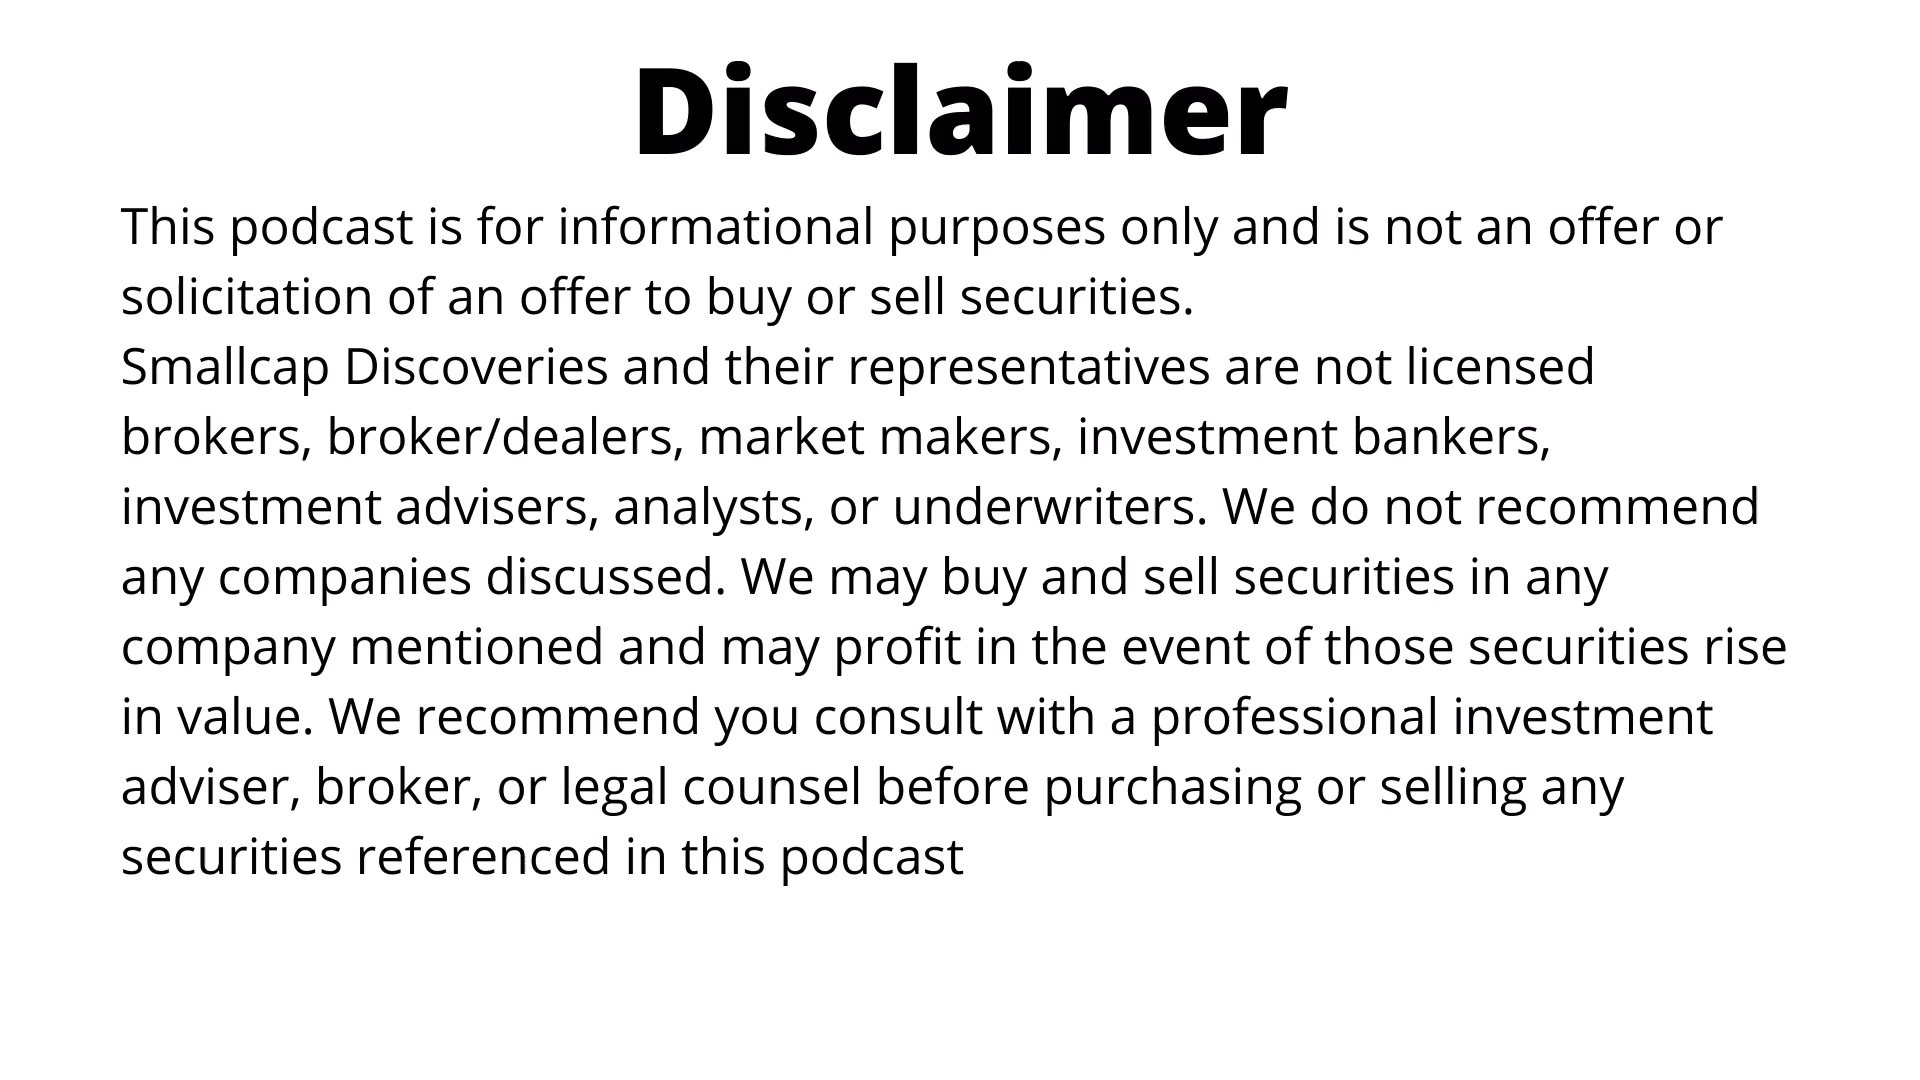 Disclaimer
This podcast is for informational purposes only and is not an offer or
solicitation of an offer to buy or sell securities.
Smallcap Discoveries and their representatives are not licensed
brokers, broker/dealers, market makers, investment bankers,
investment advisers, analysts, or underwriters. We do not recommend
any companies discussed. We may buy and sell securities in any
company mentioned and may profit in the event of those securities rise
in value. We recommend you consult with a professional investment
adviser, broker, or legal counsel before purchasing or selling any
securities referenced in this podcast